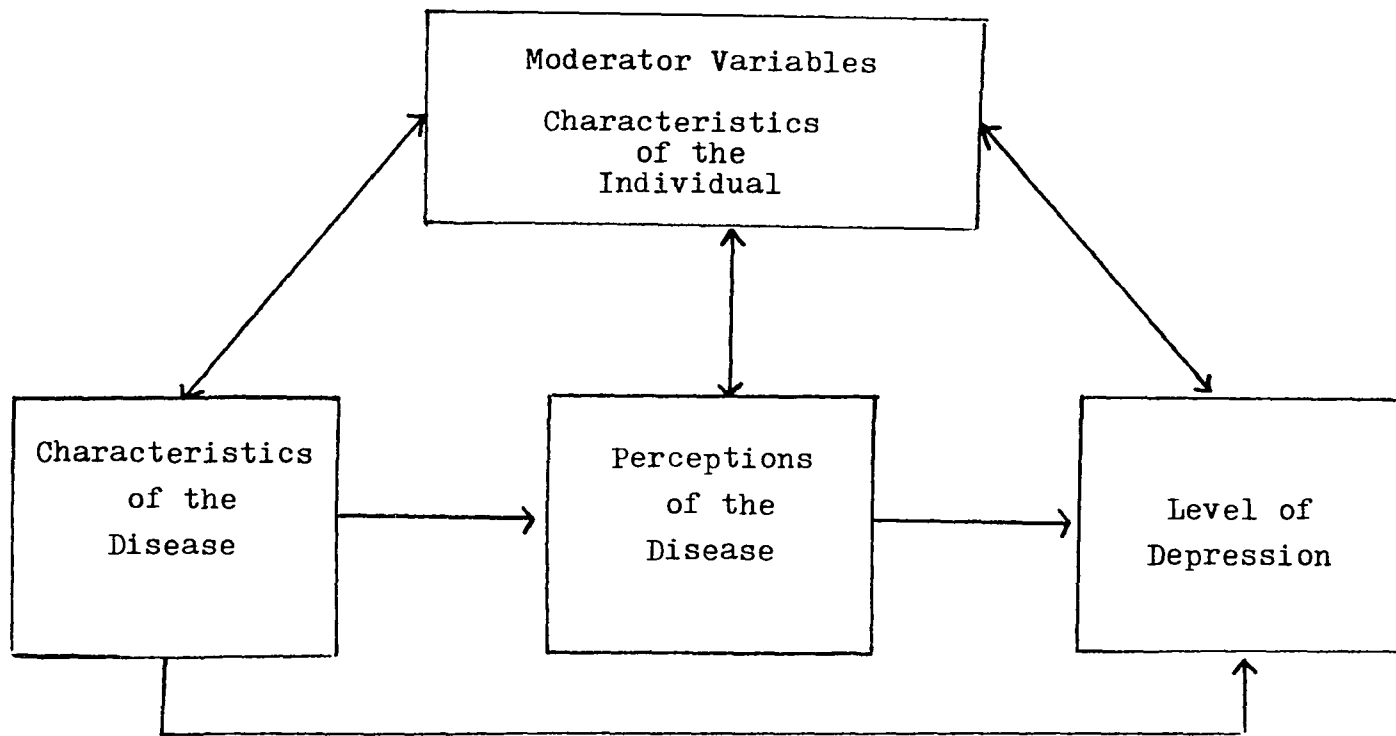 Moderator Variables
Characteristics
of the
Individual
Characteristics
of the
Disease
Perceptions
of the
Disease
Level of
Depression